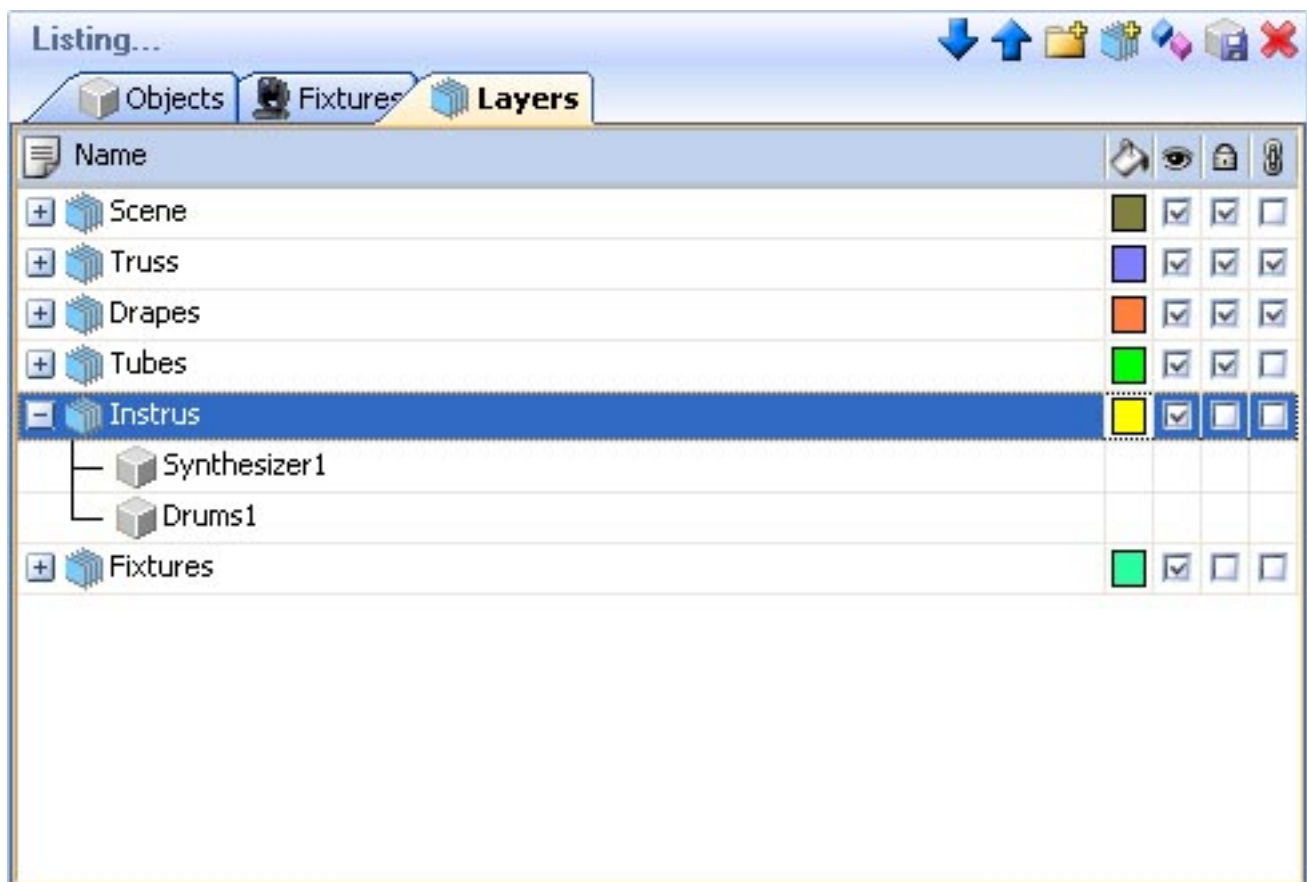 Listing...
Objects Fixtures Layers
Name
Scene
Truss
Drapes
Tubes
Instrus
Synthesizer1
Drums1
Fixtures